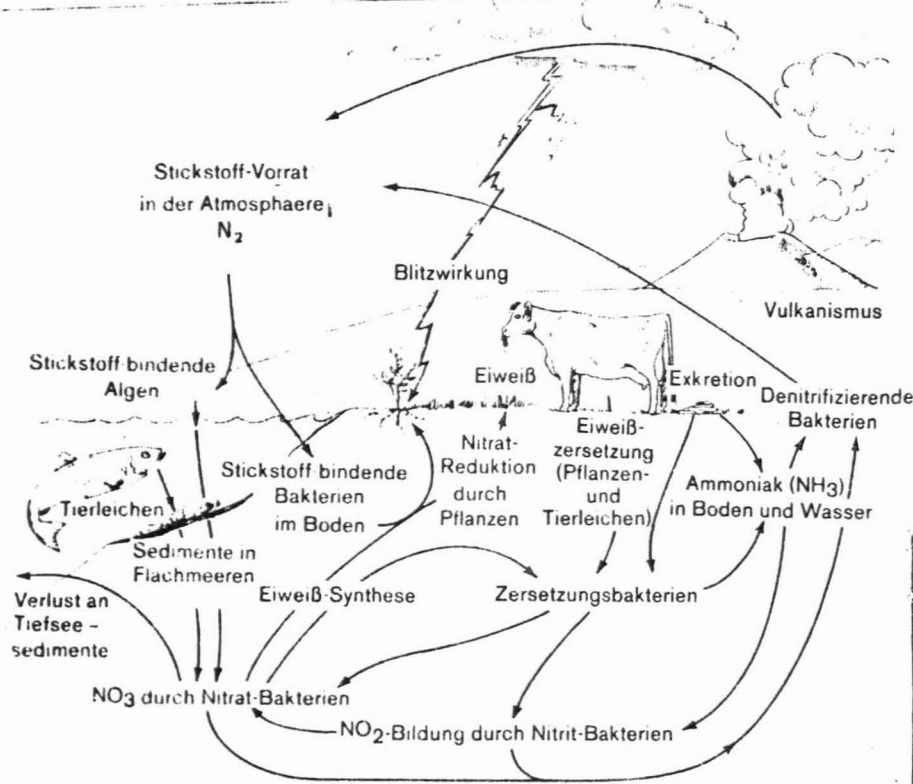 Stickstoff-Vorrat
in der Atmosphaere,
N₂
Blitzwirkung
Vulkanismus
Stickstoff-bindende
Algen
Eiweiß
Exkretion
Denitrifizierende
Bakterien
Stickstoff-bindende
Bakterien
im Boden
Nitrat-
Reduktion
durch
Pflanzen
Eiweiß-
zersetzung
(Pflanzen-
und
Tierleichen)
Ammoniak (NH₃)
in Boden und Wasser
Tierleichen
Sedimente in
Flachmeeren
Verlust an
Tiefsee-
sedimente
Eiweiß-Synthese
Zersetzungsbakterien
NO₃ durch Nitrat-Bakterien
NO₂-Bildung durch Nitrit-Bakterien